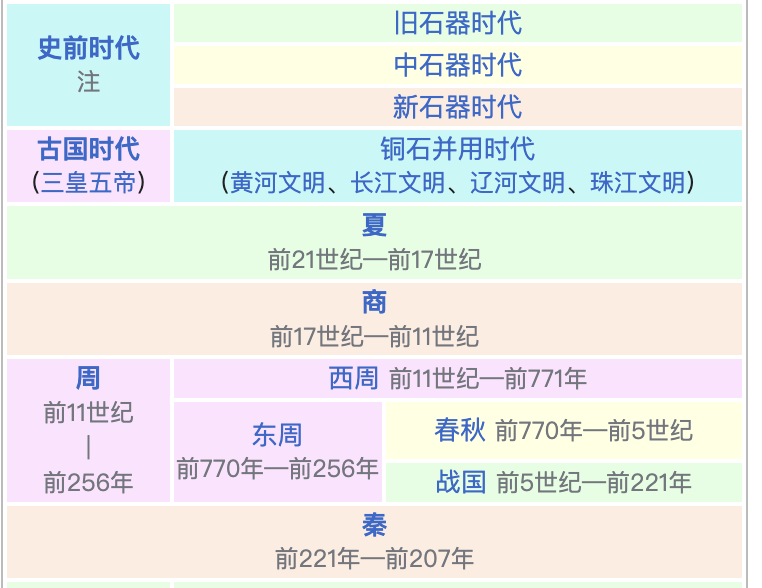 史前时代
注
旧石器时代
中石器时代
新石器时代
古国时代
(三皇五帝)
铜石并用时代
(黄河文明、长江文明、辽河文明、珠江文明)
夏
前21世纪—前17世纪
商
前17世纪—前11世纪
周
前11世纪
|
前256年
西周 前11世纪—前771年
东周
前770年—前256年
春秋 前770年—前5世纪
战国 前5世纪—前221年
秦
前221年—前207年